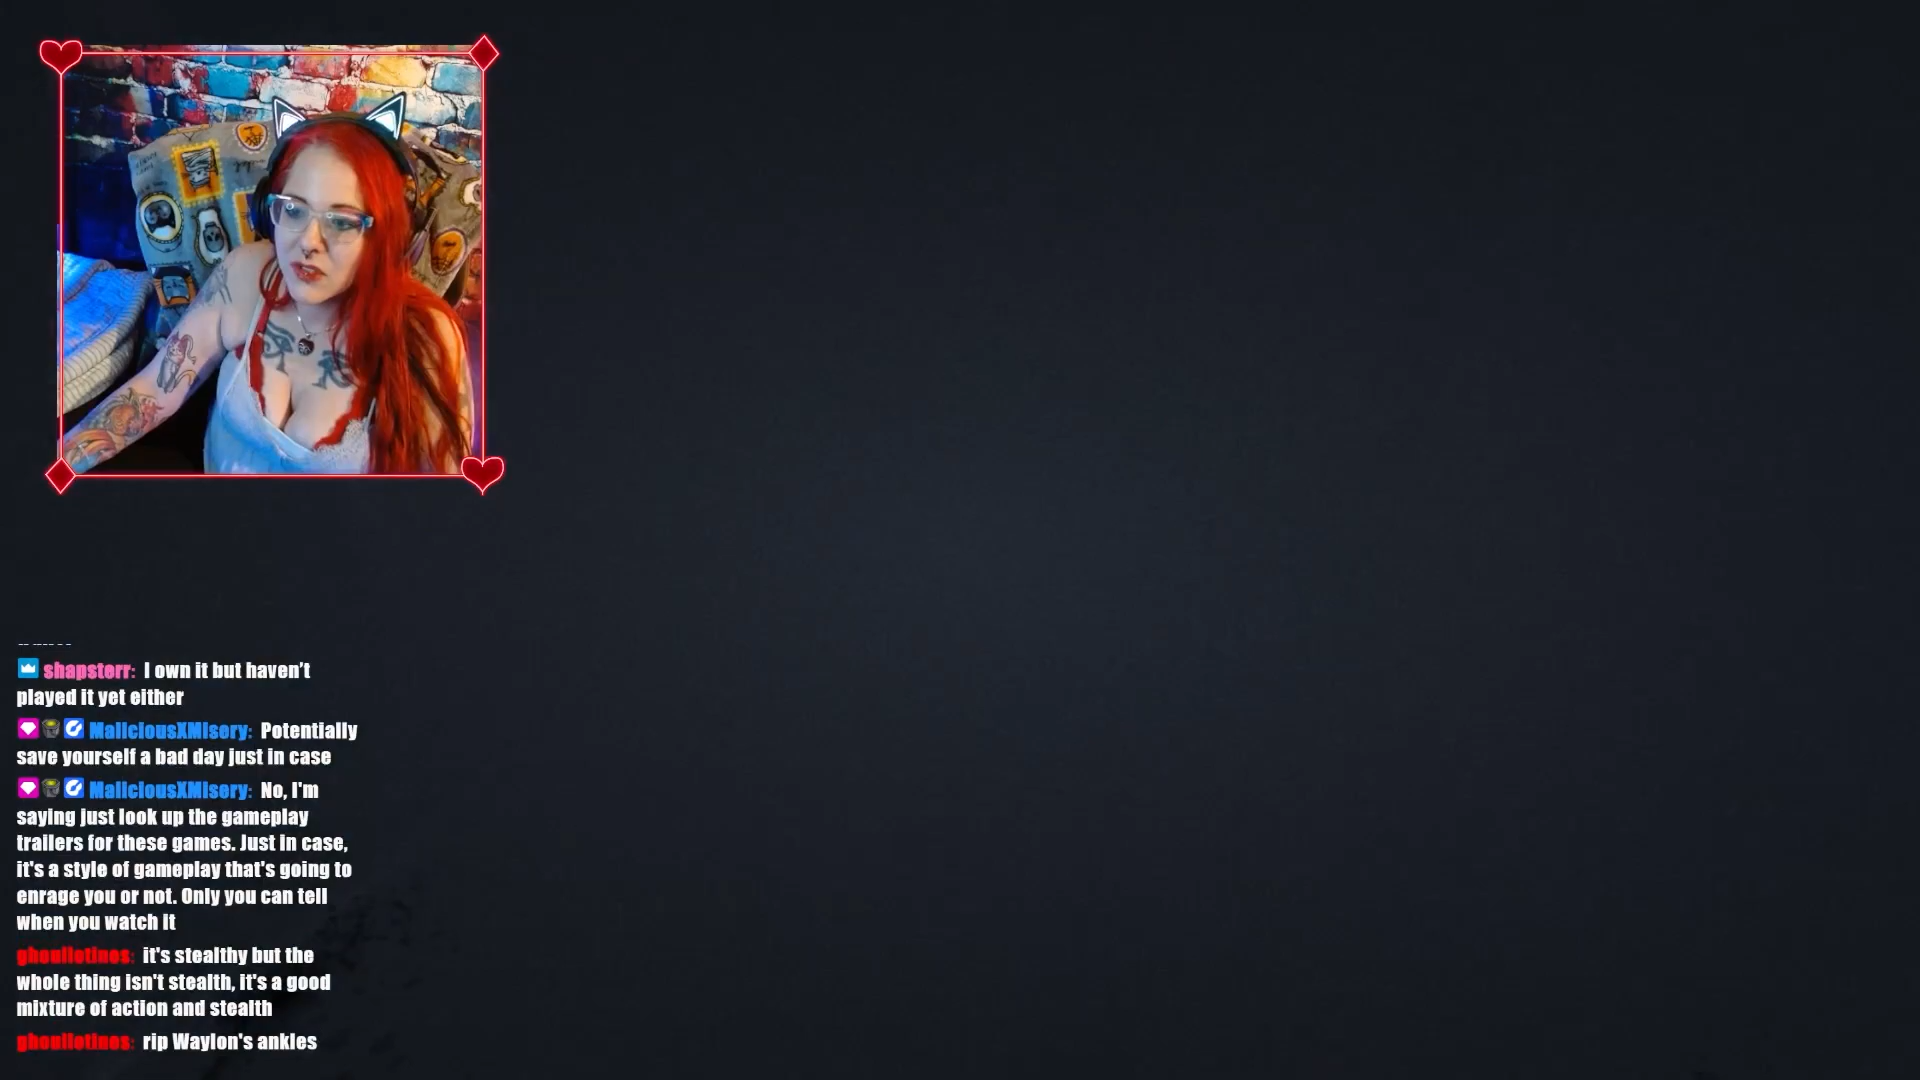 shapsterr: I own it but haven't
played it yet either
MaliciousXMisery: Potentially
save yourself a bad day just in case
MaliciousXMisery: No, I'm
saying just look up the gameplay
trailers for these games. Just in case,
it's a style of gameplay that's going to
enrage you or not. Only you can tell
when you watch it
ghoullotines: it's stealthy but the
whole thing isn't stealth, it's a good
mixture of action and stealth
ghoullotines: rip Waylon's ankles